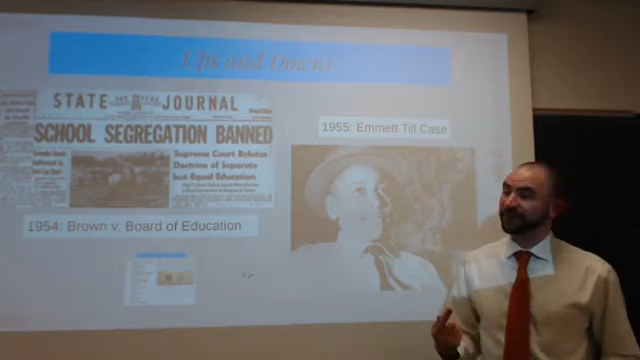 Ups and Downs
STATE JOURNAL
SCHOOL SEGREGATION BANNED
Supreme Court Refutes
Doctrine of Separate
but Equal Education
1954: Brown v. Board of Education
1955: Emmett Till Case